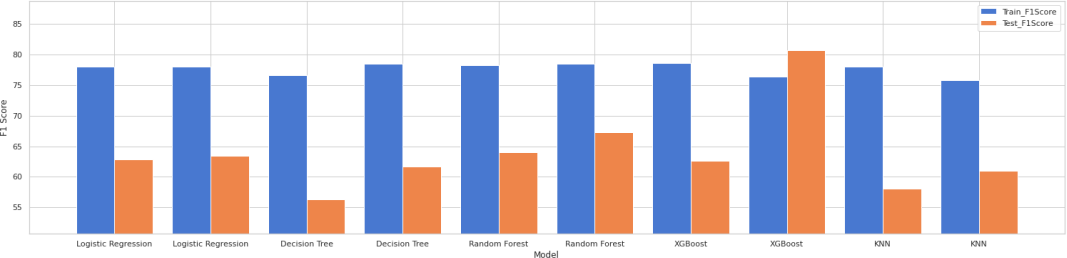 Train_F1Score
Test_F1Score
85
80
75
70
65
60
55
F1 Score
Logistic Regression Logistic Regression Decision Tree Decision Tree Random Forest Random Forest XGBoost XGBoost KNN KNN
Model